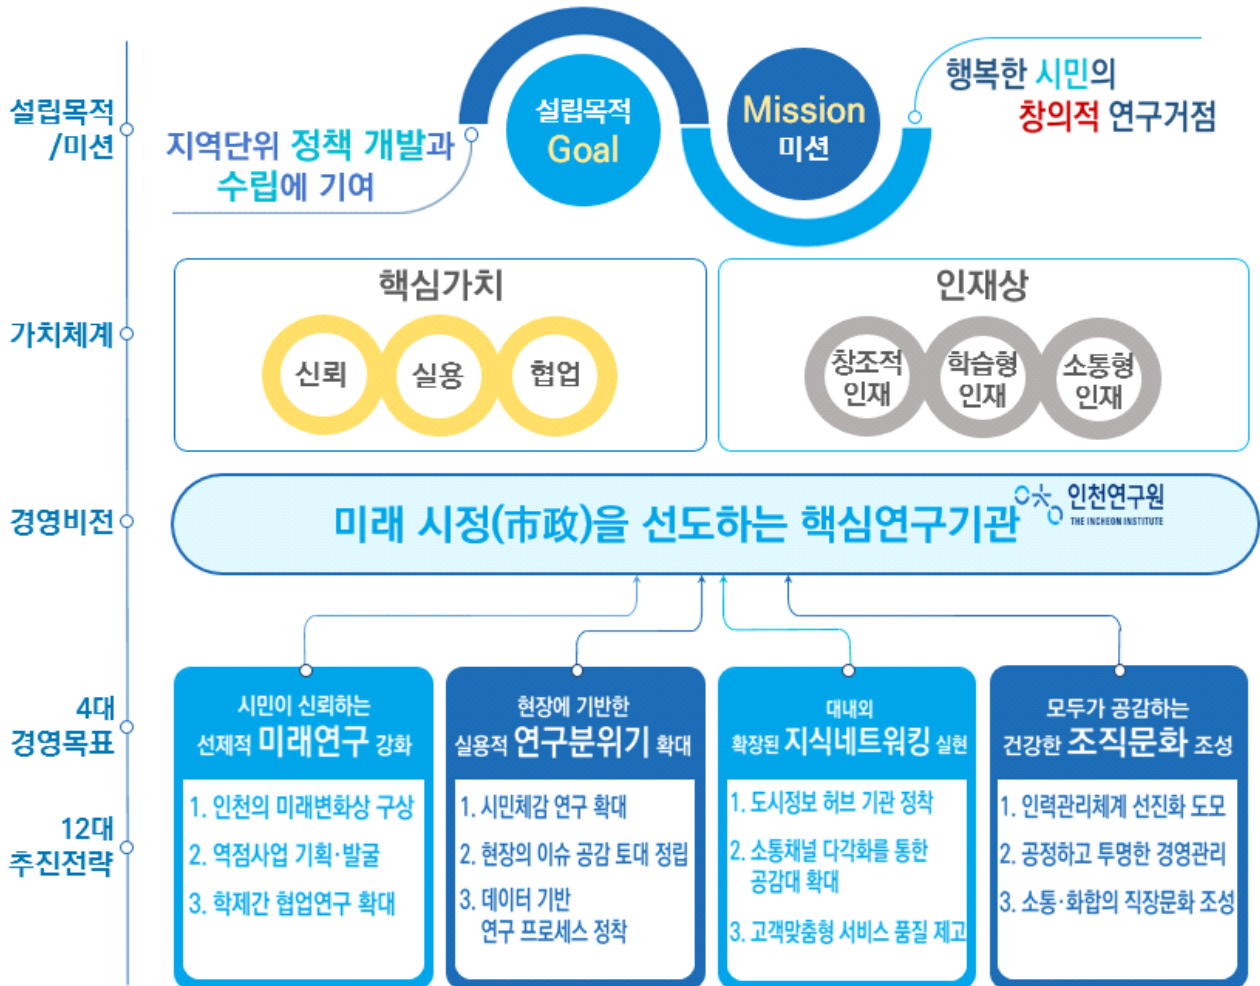 설립목적
/미션
지역단위 정책 개발과
수립에 기여
설립목적
Goal
Mission
미션
행복한 시민의
창의적 연구거점
가치체계
핵심가치
신뢰
실용
협업
인재상
창조적
인재
학습형
인재
소통형
인재
경영비전
미래 시정(市政)을 선도하는 핵심연구기관
인천연구원
THE INCHEON INSTITUTE
4대
경영목표
12대
추진전략
시민이 신뢰하는
선제적 미래연구 강화
1. 인천의 미래변화상 구상
2. 역점사업 기획·발굴
3. 학제간 협업연구 확대
현장에 기반한
실용적 연구분위기 확대
1. 시민체감 연구 확대
2. 현장의 이슈 공감 토대 정립
3. 데이터 기반
연구 프로세스 정착
대내외
확장된 지식네트워킹 실현
1. 도시정보 허브 기관 정착
2. 소통채널 다각화를 통한
공감대 확대
3. 고객맞춤형 서비스 품질 제고
모두가 공감하는
건강한 조직문화 조성
1. 인력관리체계 선진화 도모
2. 공정하고 투명한 경영관리
3. 소통·화합의 직장문화 조성